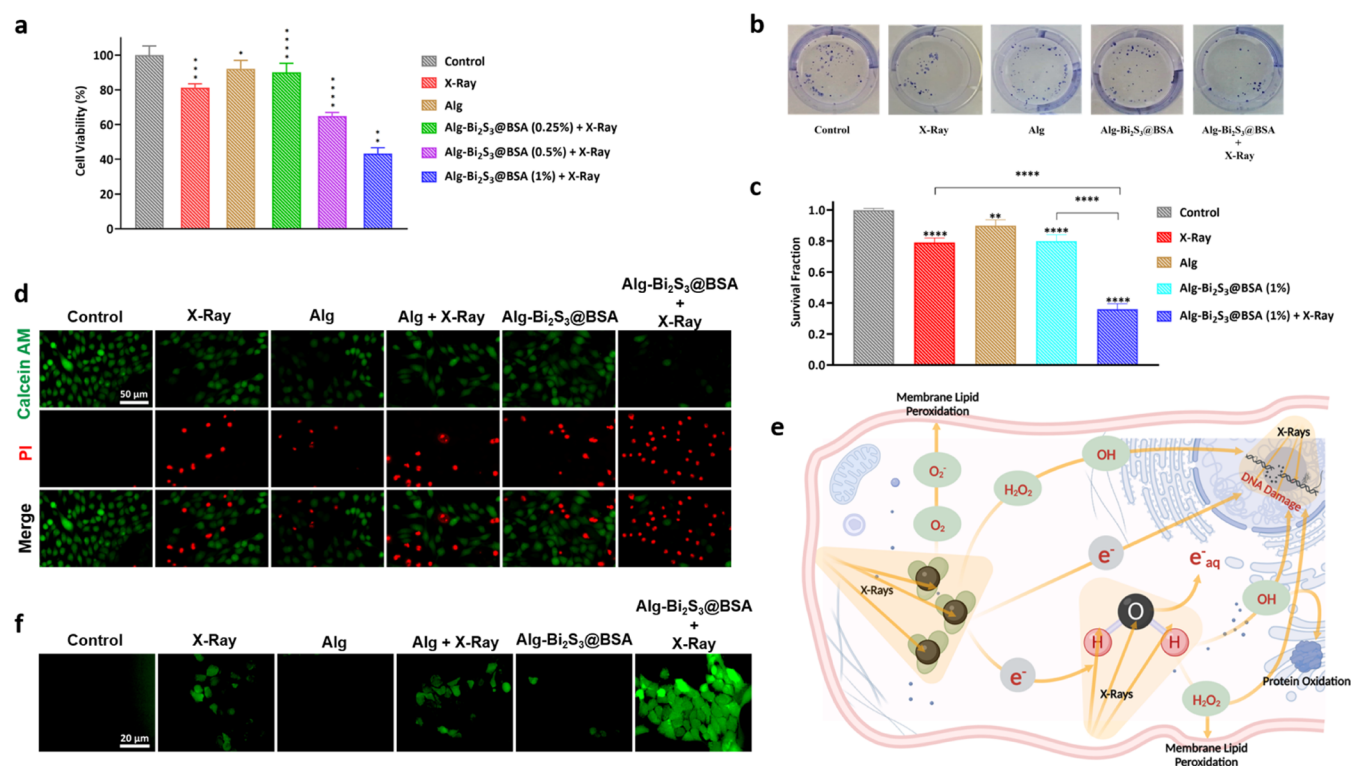 a
Cell Viability (%)
100
80
60
40
20
0
***
*
****
****
**
Control
X-Ray
Alg
Alg-Bi₂S₃@BSA (0.25%) + X-Ray
Alg-Bi₂S₃@BSA (0.5%) + X-Ray
Alg-Bi₂S₃@BSA (1%) + X-Ray
b
Control
X-Ray
Alg
Alg-Bi₂S₃@BSA
Alg-Bi₂S₃@BSA
+
X-Ray
c
Survival Fraction
1.0
0.8
0.6
0.4
0.2
0.0
****
****
****
**
****
****
Control
X-Ray
Alg
Alg-Bi₂S₃@BSA (1%)
Alg-Bi₂S₃@BSA (1%) + X-Ray
d
Control
X-Ray
Alg
Alg + X-Ray
Alg-Bi₂S₃@BSA
Alg-Bi₂S₃@BSA
+
X-Ray
Calcein AM
50 µm
PI
Merge
e
Membrane Lipid
Peroxidation
O₂⁻
O₂
H₂O₂
OH
X-Rays
DNA Damage
X-Rays
e⁻
e⁻aq
O
H
H
OH
e⁻
X-Rays
H₂O₂
Protein Oxidation
Membrane Lipid
Peroxidation
f
Control
X-Ray
Alg
Alg + X-Ray
Alg-Bi₂S₃@BSA
Alg-Bi₂S₃@BSA
+
X-Ray
20 µm